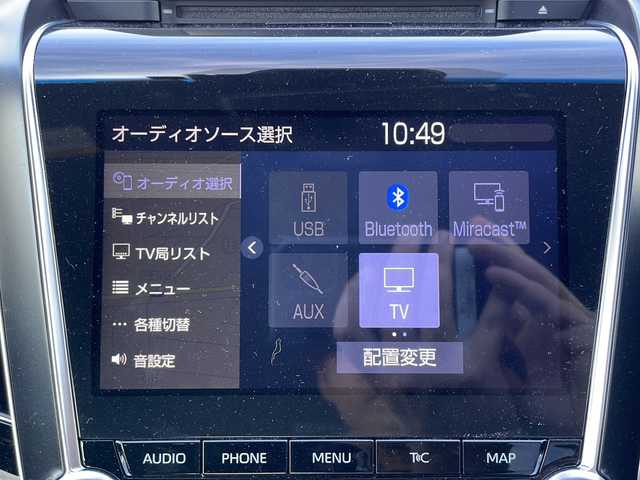 オーディオソース選択 10:49
オーディオ選択
チャンネルリスト
TV局リスト
メニュー
各種切替
音設定
USB Bluetooth Miracast™
AUX TV
配置変更
AUDIO PHONE MENU T℃ MAP